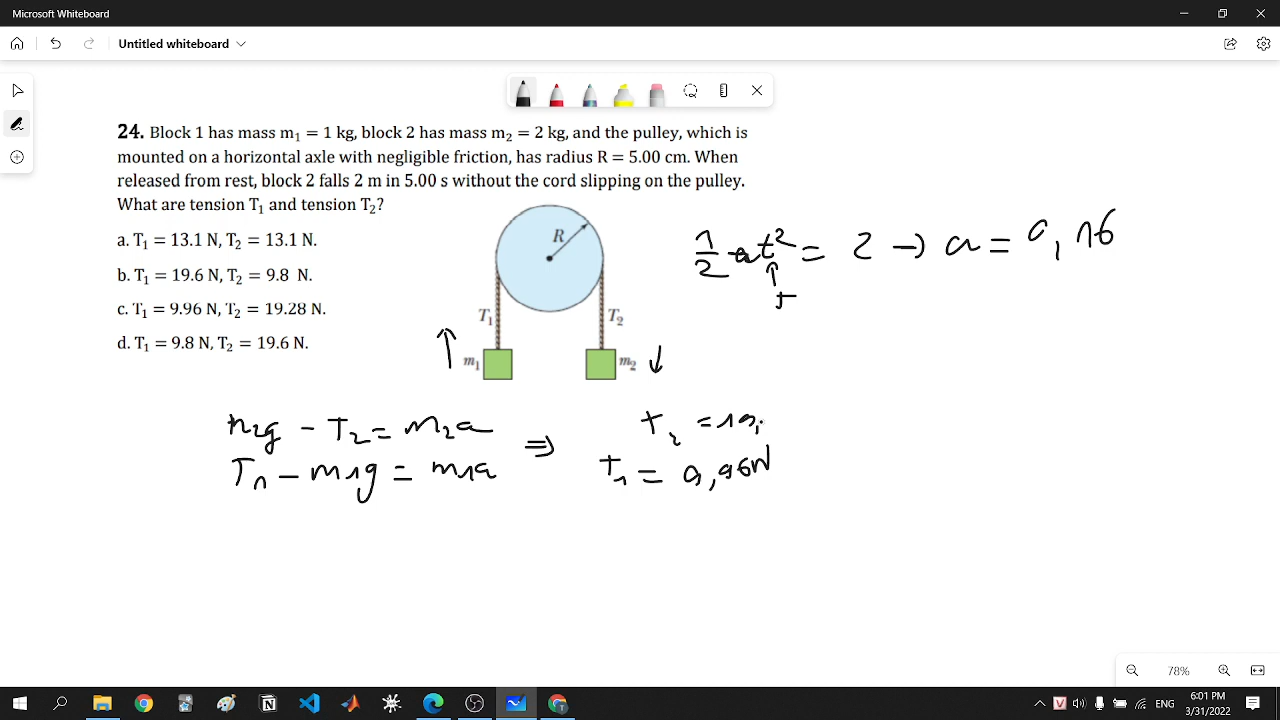 Microsoft Whiteboard
Untitled whiteboard
24. Block 1 has mass m₁ = 1 kg, block 2 has mass m₂ = 2 kg, and the pulley, which is
mounted on a horizontal axle with negligible friction, has radius R = 5.00 cm. When
released from rest, block 2 falls 2 m in 5.00 s without the cord slipping on the pulley.
What are tension T₁ and tension T₂?
a. T₁ = 13.1 N, T₂ = 13.1 N.
b. T₁ = 19.6 N, T₂ = 9.8 N.
c. T₁ = 9.96 N, T₂ = 19.28 N.
d. T₁ = 9.8 N, T₂ = 19.6 N.
R
T₁ T₂
m₁ m₂
1/2 at² = 2 → a = 0,16
5
m₂g - T₂ = m₂a ⇒ T₂ = 19,
T₁ - m₁g = m₁a T₁ = 9,96N
78%
ENG
6:01 PM
3/31/2022